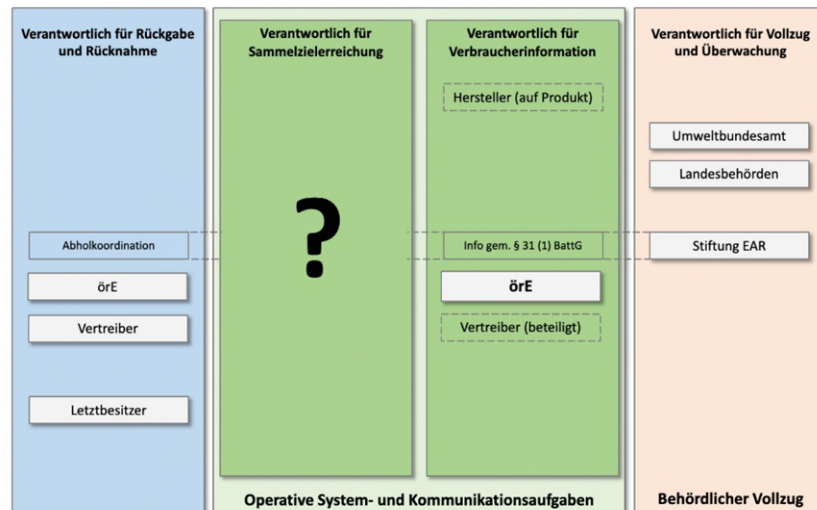 Verantwortlich für Rückgabe
und Rücknahme
Abholkoordination
örE
Vertreiber
Letztbesitzer
Verantwortlich für
Sammelzielerreichung
?
Verantwortlich für
Verbraucherinformation
Hersteller (auf Produkt)
Info gem. § 31 (1) BattG
örE
Vertreiber (beteiligt)
Operative System- und Kommunikationsaufgaben
Verantwortlich für Vollzug
und Überwachung
Umweltbundesamt
Landesbehörden
Stiftung EAR
Behördlicher Vollzug